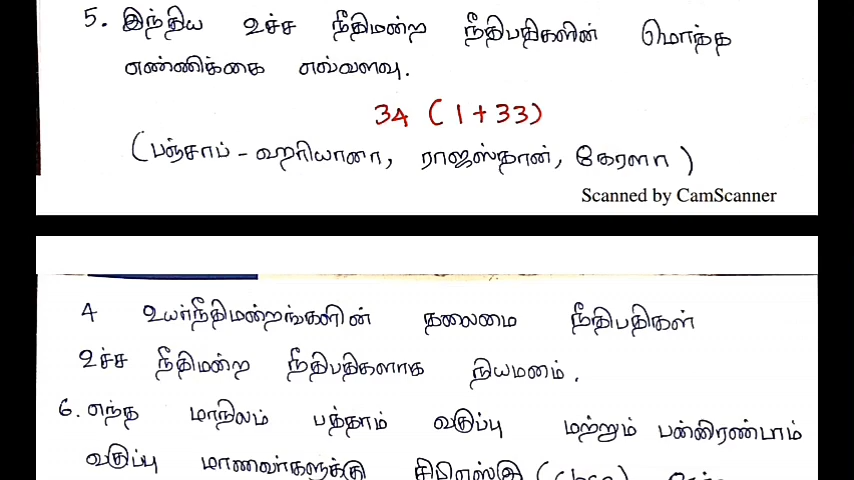 5. இந்திய உச்ச நீதிமன்ற நீதிபதிகளின் மொத்த
எண்ணிக்கை எவ்வளவு.
34 (1+33)
(பஞ்சாப் - ஹரியானா, ராஜஸ்தான், கேரளா)
Scanned by CamScanner
4 உயர்நீதிமன்றங்களின் தலைமை நீதிபதிகள்
உச்ச நீதிமன்ற நீதிபதிகளாக நியமனம்.
6. எந்த மாநிலம் பத்தாம் வகுப்பு மற்றும் பன்னிரண்டாம்
வகுப்பு மாணவர்களுக்கு